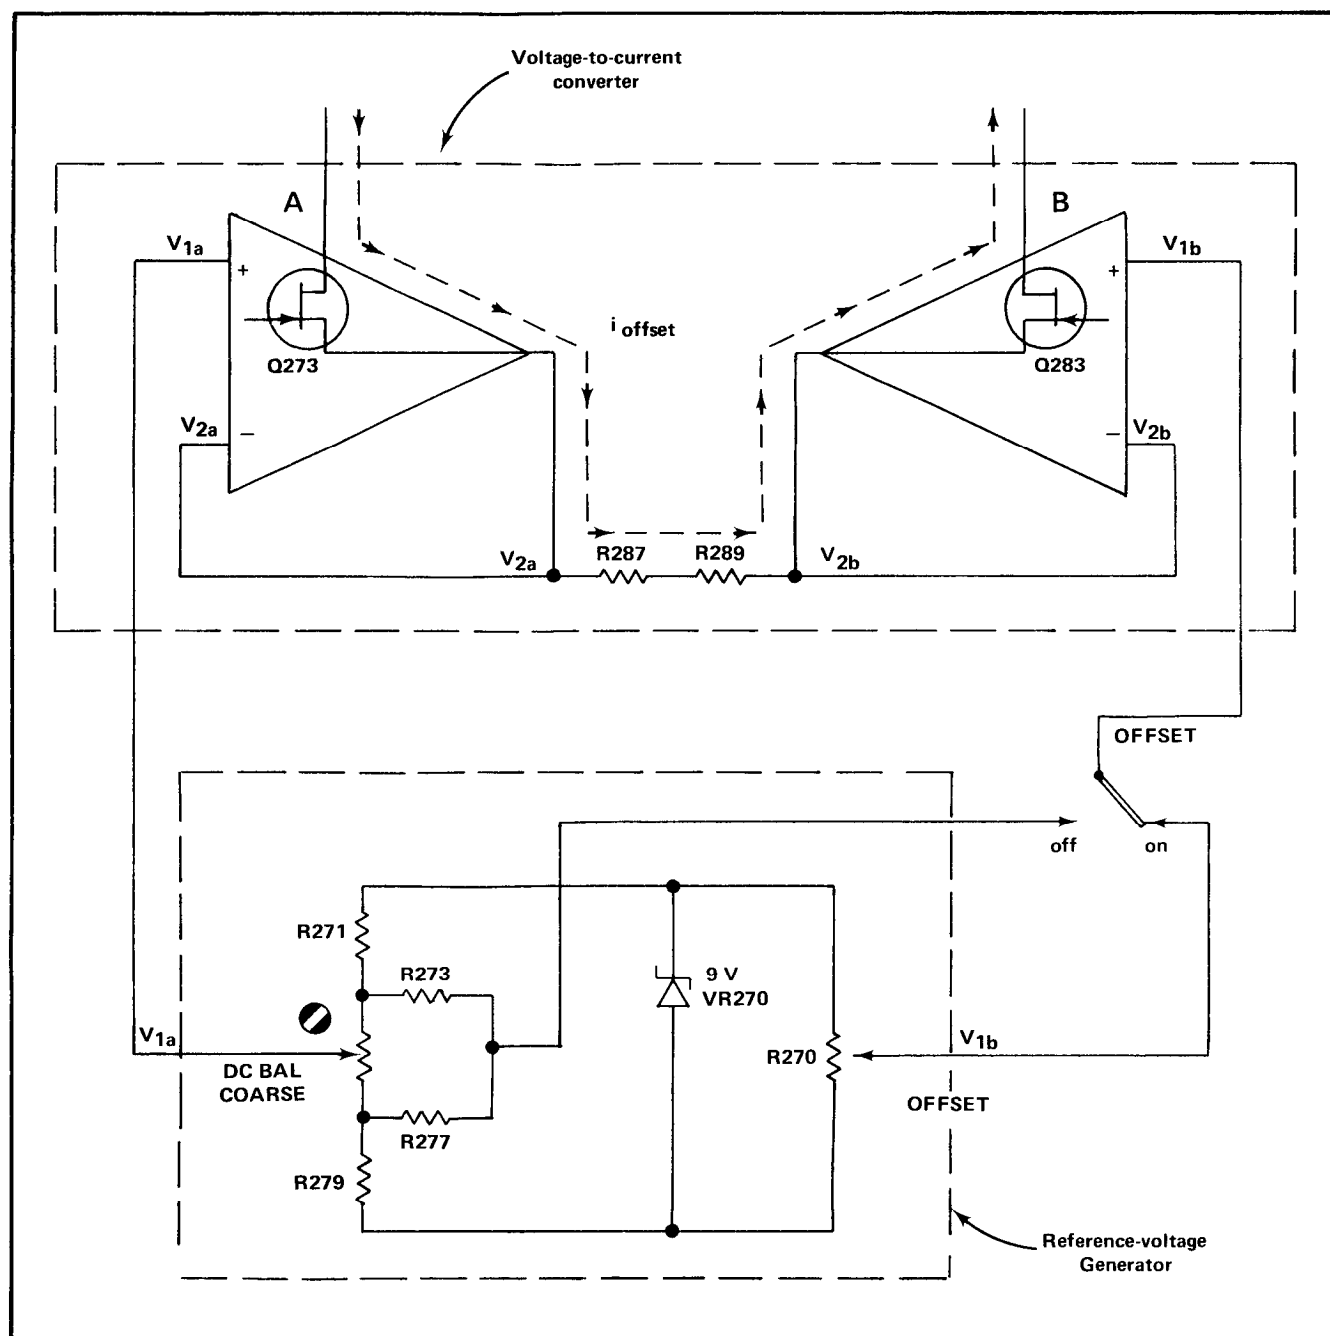 Voltage-to-current
converter
A
B
V1a
V1b
+
+
i offset
Q273
Q283
V2a
V2b
−
−
V2a
R287
R289
V2b
OFFSET
off
on
R271
R273
9 V
VR270
V1a
DC BAL
COARSE
R270
V1b
OFFSET
R277
R279
Reference-voltage
Generator